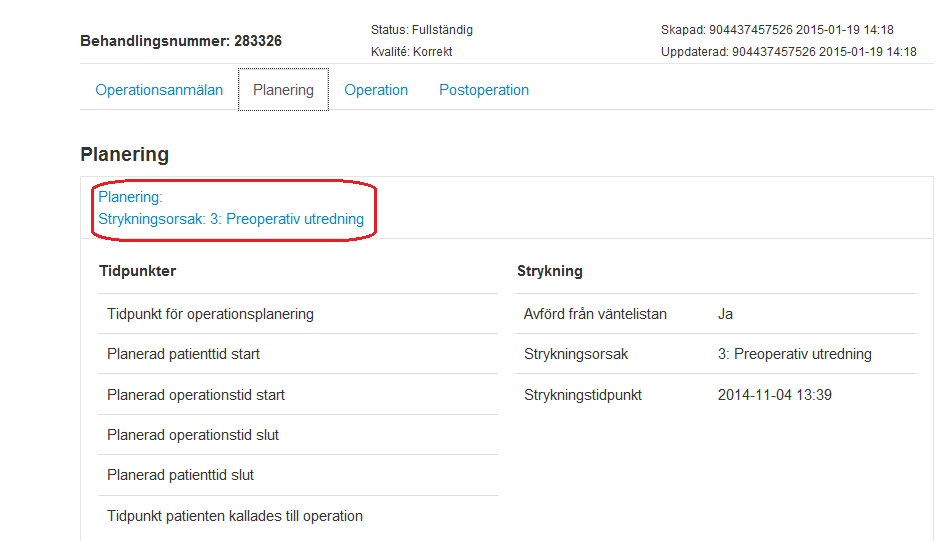 Behandlingsnummer: 283326
Status: Fullständig
Kvalité: Korrekt
Skapad: 904437457526 2015-01-19 14:18
Uppdaterad: 904437457526 2015-01-19 14:18
Operationsanmälan Planering Operation Postoperation
Planering
Planering:
Strykningsorsak: 3: Preoperativ utredning
Tidpunkter
Tidpunkt för operationsplanering
Planerad patienttid start
Planerad operationstid start
Planerad operationstid slut
Planerad patienttid slut
Tidpunkt patienten kallades till operation
Strykning
Avförd från väntelistan Ja
Strykningsorsak 3: Preoperativ utredning
Strykningstidpunkt 2014-11-04 13:39